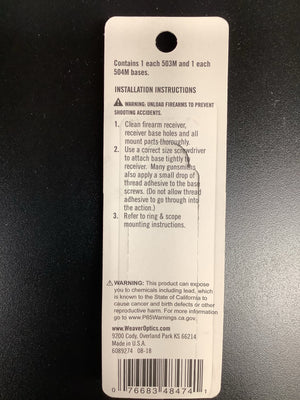 Contains 1 each 503M and 1 each
504M bases.
INSTALLATION INSTRUCTIONS
⚠ WARNING: UNLOAD FIREARMS TO PREVENT
SHOOTING ACCIDENTS.
1. Clean firearm receiver,
receiver base holes and all
mount parts thoroughly.
2. Use a correct size screwdriver
to attach base tightly to
receiver. Many gunsmiths
also apply a small drop of
thread adhesive to the base
screws. (Do not allow thread
adhesive to go through into
the action.)
3. Refer to ring & scope
mounting instructions.
⚠ WARNING: This product can expose
you to chemicals including lead, which
is known to the State of California to
cause cancer and birth defects or other
reproductive harm. For more information
go to www.P65Warnings.ca.gov.
www.WeaverOptics.com
9200 Cody, Overland Park KS 66214
Made in U.S.A.
6089274 08-18
0 76683 48474 1